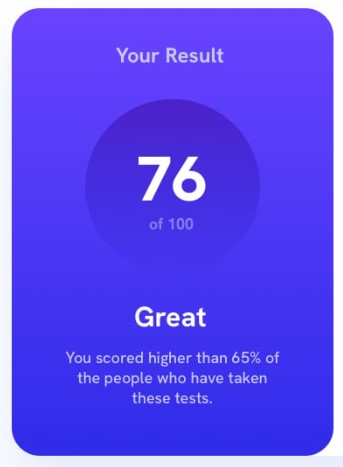 Your Result
76
of 100
Great
You scored higher than 65% of
the people who have taken
these tests.